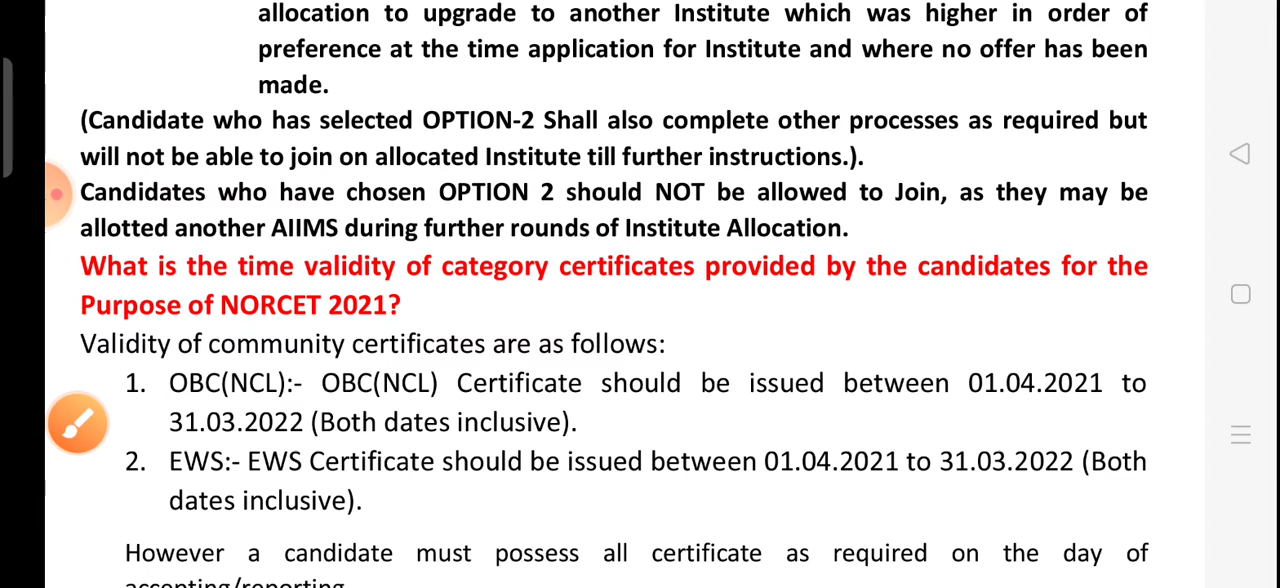 allocation to upgrade to another Institute which was higher in order of
preference at the time application for Institute and where no offer has been
made.
(Candidate who has selected OPTION-2 Shall also complete other processes as required but
will not be able to join on allocated Institute till further instructions.).
Candidates who have chosen OPTION 2 should NOT be allowed to Join, as they may be
allotted another AIIMS during further rounds of Institute Allocation.
What is the time validity of category certificates provided by the candidates for the
Purpose of NORCET 2021?
Validity of community certificates are as follows:
1. OBC(NCL):- OBC(NCL) Certificate should be issued between 01.04.2021 to
31.03.2022 (Both dates inclusive).
2. EWS:- EWS Certificate should be issued between 01.04.2021 to 31.03.2022 (Both
dates inclusive).
However a candidate must possess all certificate as required on the day of
accepting/reporting